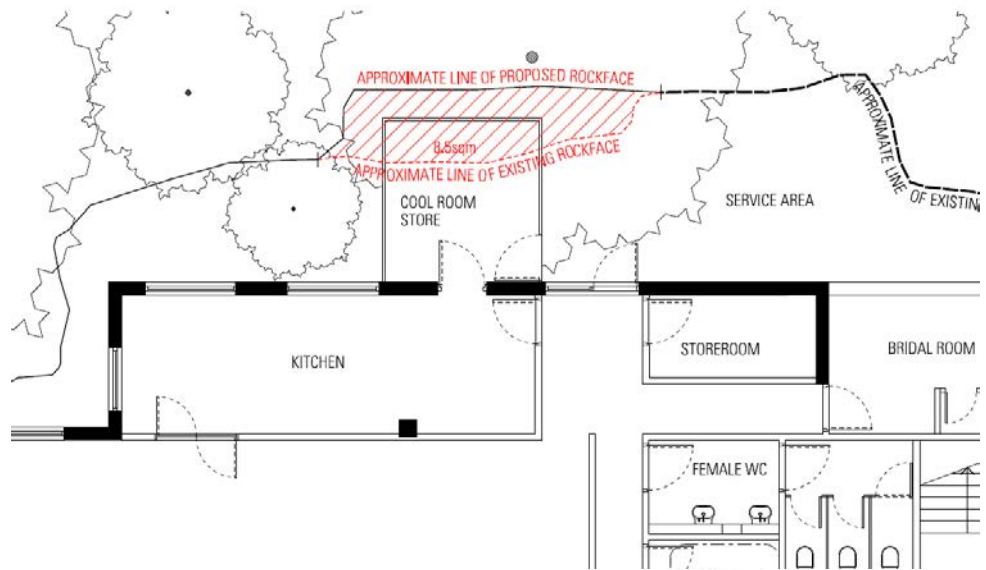 APPROXIMATE LINE OF PROPOSED ROCKFACE
8.5sqm
APPROXIMATE LINE OF EXISTING ROCKFACE
APPROXIMATE LINE
OF EXISTIN
COOL ROOM
STORE
SERVICE AREA
KITCHEN
STOREROOM
BRIDAL ROOM
FEMALE WC